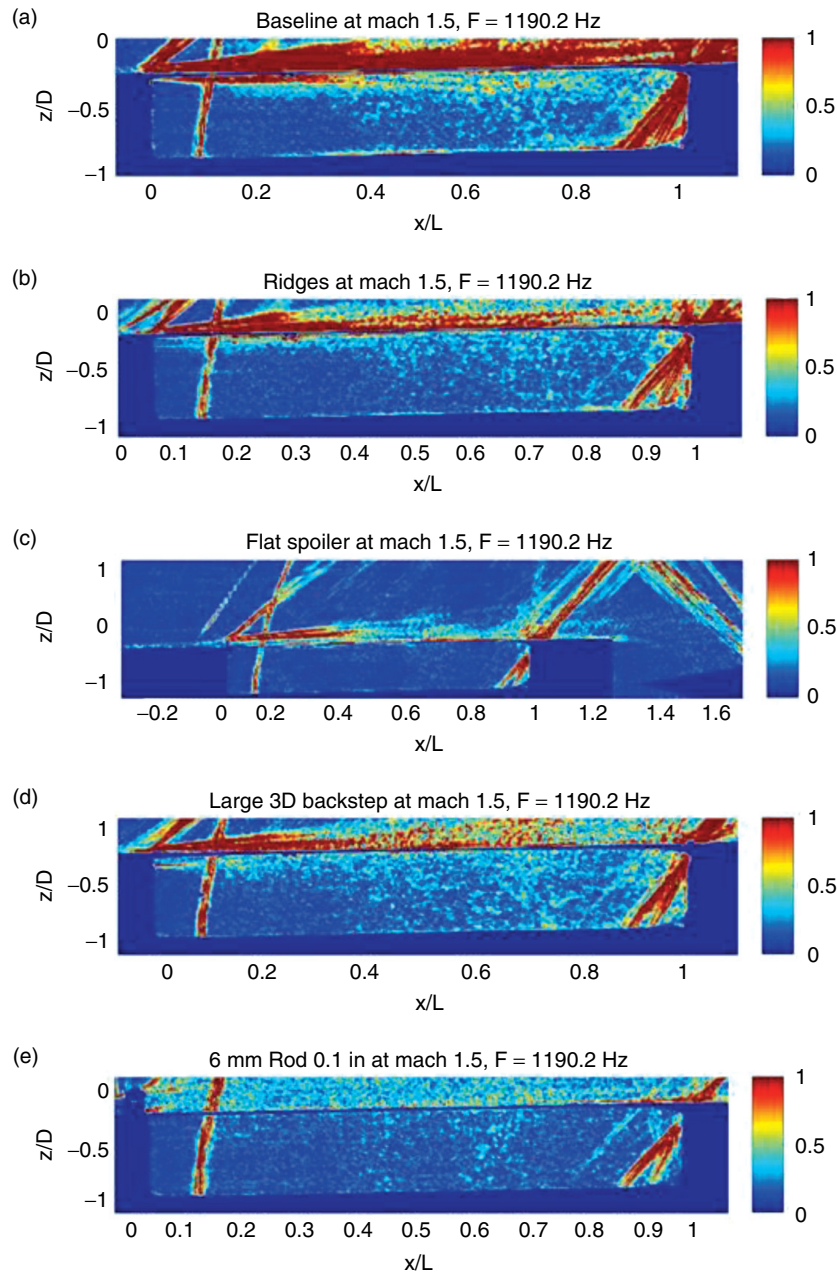 (a)
Baseline at mach 1.5, F = 1190.2 Hz
0
−0.5
−1
z/D
0 0.2 0.4 0.6 0.8 1
x/L
1
0.5
0
(b)
Ridges at mach 1.5, F = 1190.2 Hz
0
−0.5
−1
z/D
0 0.1 0.2 0.3 0.4 0.5 0.6 0.7 0.8 0.9 1
x/L
1
0.5
0
(c)
Flat spoiler at mach 1.5, F = 1190.2 Hz
1
0
−1
z/D
−0.2 0 0.2 0.4 0.6 0.8 1 1.2 1.4 1.6
x/L
1
0.5
0
(d)
Large 3D backstep at mach 1.5, F = 1190.2 Hz
1
−0.5
−1
z/D
0 0.2 0.4 0.6 0.8 1
x/L
1
0.5
0
(e)
6 mm Rod 0.1 in at mach 1.5, F = 1190.2 Hz
0
−0.5
−1
z/D
0 0.1 0.2 0.3 0.4 0.5 0.6 0.7 0.8 0.9 1
x/L
1
0.5
0